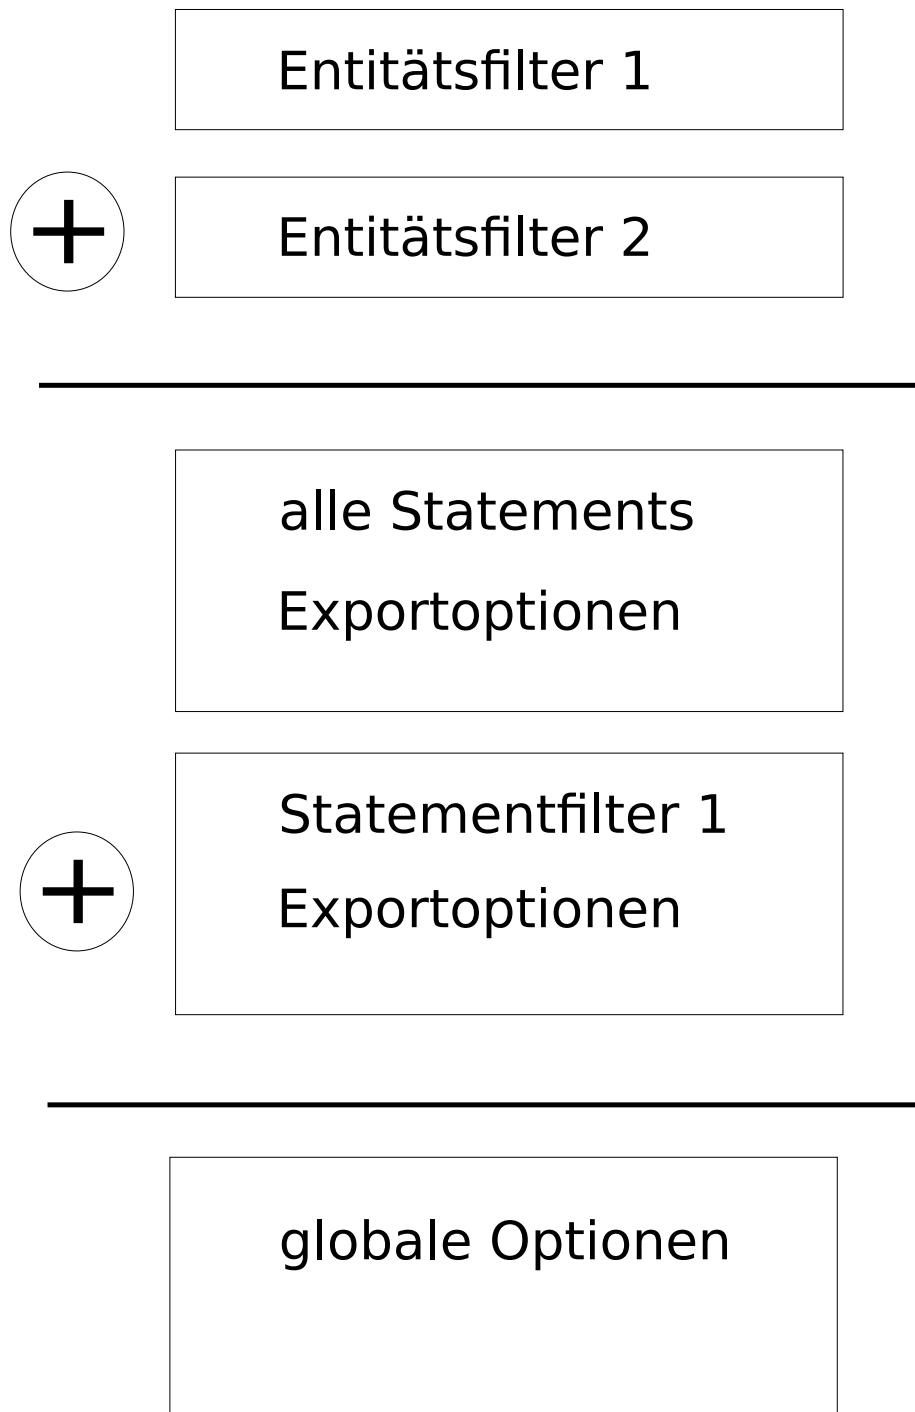 Entitätsfilter 1
Entitätsfilter 2
alle Statements
Exportoptionen
Statementfilter 1
Exportoptionen
globale Optionen